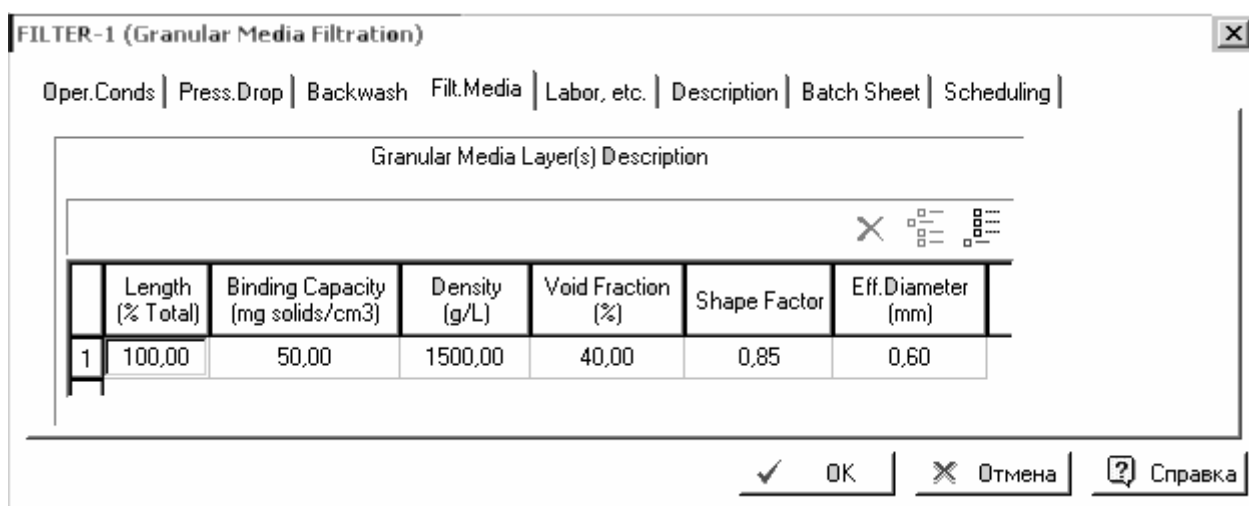 FILTER-1 (Granular Media Filtration)
Oper.Conds Press.Drop Backwash Filt.Media Labor, etc. Description Batch Sheet Scheduling
Granular Media Layer(s) Description
Length (% Total) Binding Capacity (mg solids/cm3) Density (g/L) Void Fraction (%) Shape Factor Eff.Diameter (mm)
1 100,00 50,00 1500,00 40,00 0,85 0,60
OK Отмена Справка